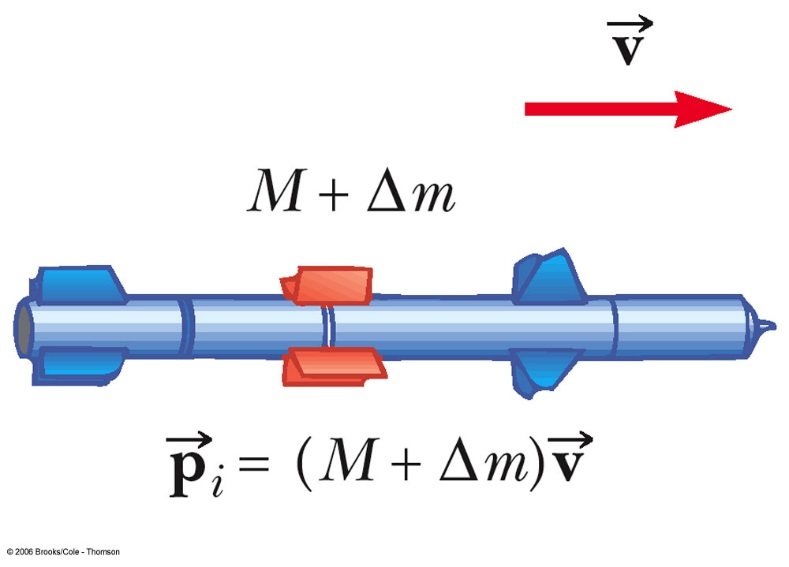 v⃗
M + Δm
p⃗ᵢ = (M + Δm)v⃗
© 2006 Brooks/Cole - Thomson